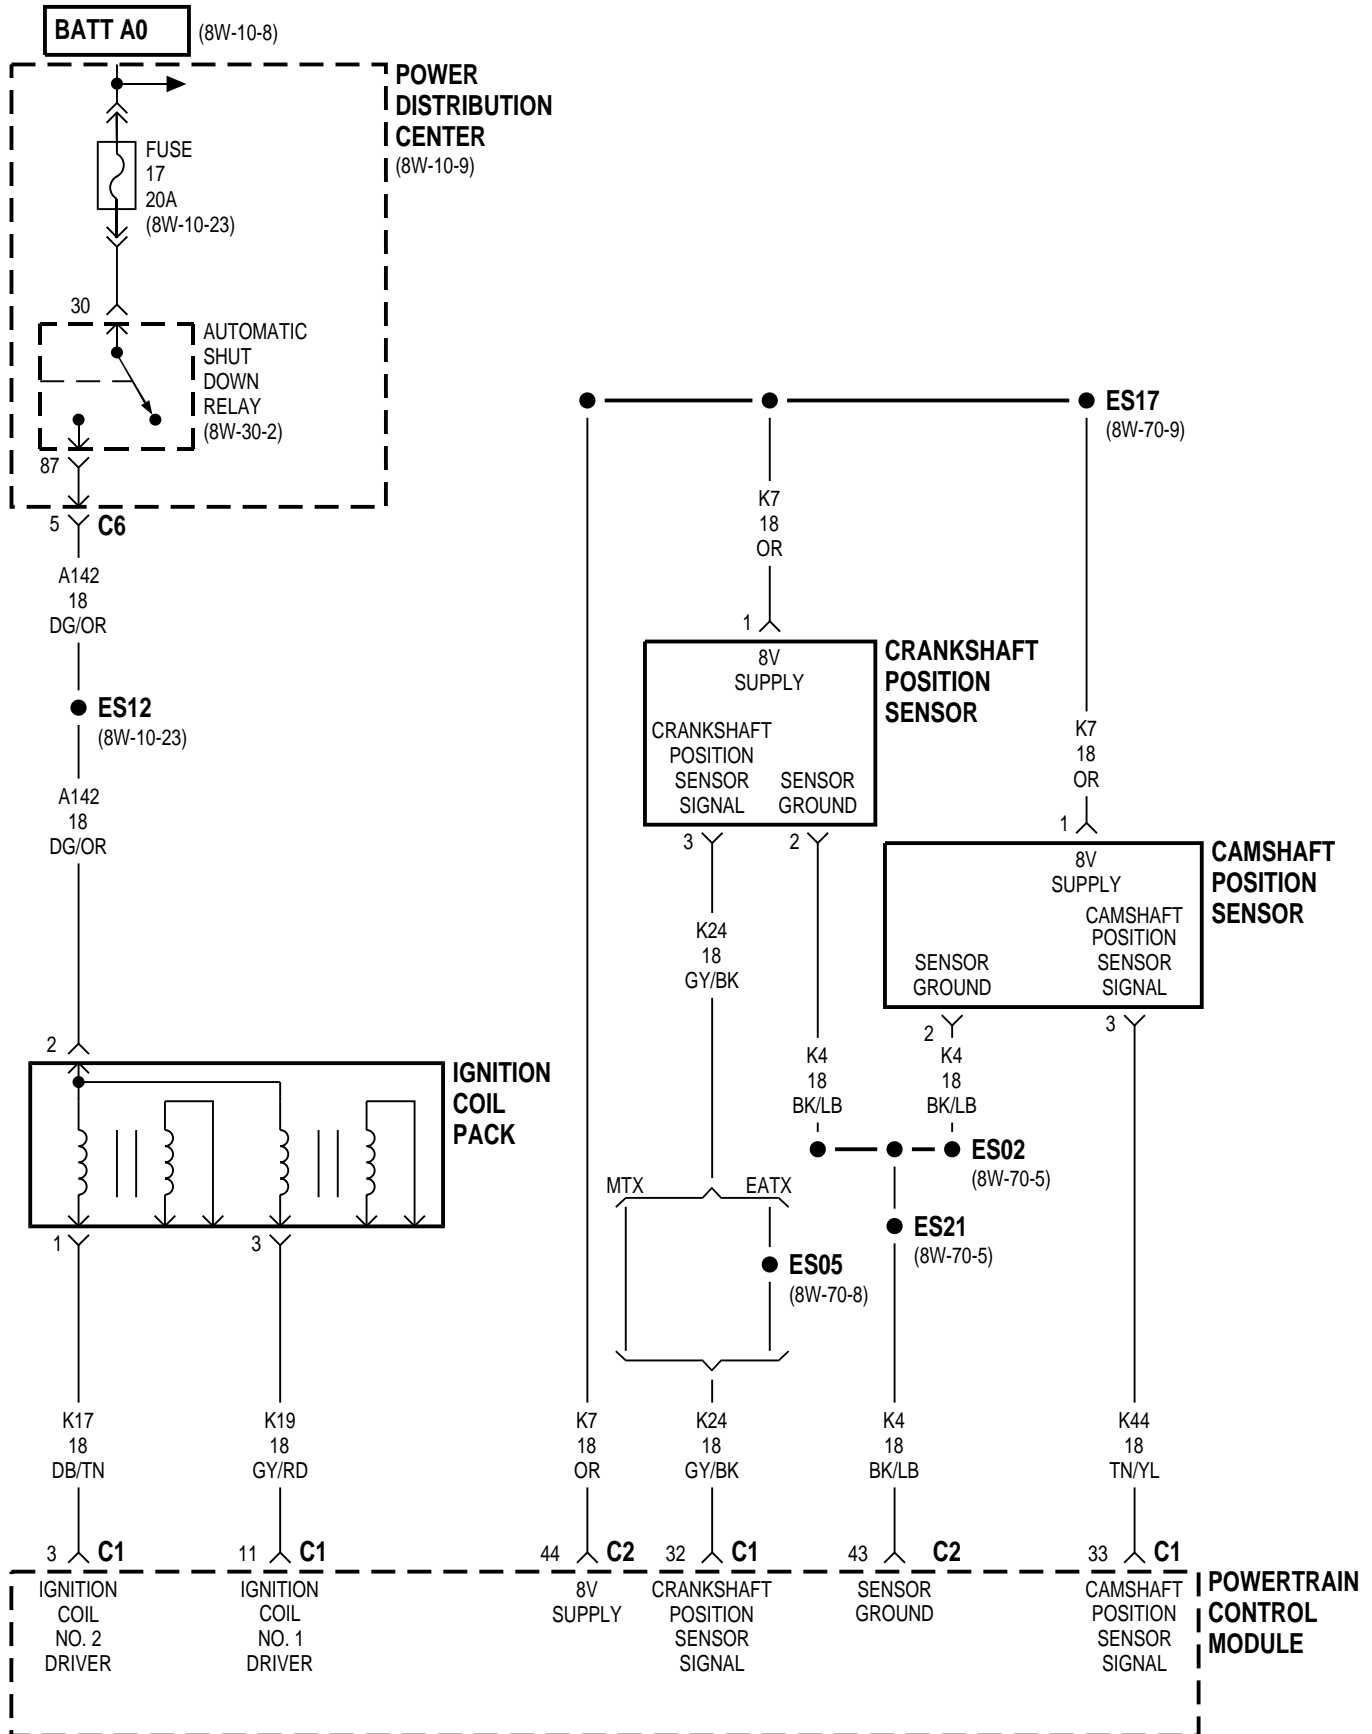 BATT A0
(8W-10-8)
POWER
DISTRIBUTION
CENTER
(8W-10-9)
FUSE
17
20A
(8W-10-23)
30
AUTOMATIC
SHUT
DOWN
RELAY
(8W-30-2)
87
5
C6
A142
18
DG/OR
ES12
(8W-10-23)
A142
18
DG/OR
2
IGNITION
COIL
PACK
1
3
K17
18
DB/TN
K19
18
GY/RD
ES17
(8W-70-9)
K7
18
OR
1
8V
SUPPLY
CRANKSHAFT
POSITION
SENSOR
SIGNAL
SENSOR
GROUND
CRANKSHAFT
POSITION
SENSOR
3
2
K7
18
OR
1
8V
SUPPLY
CAMSHAFT
POSITION
SENSOR
SIGNAL
SENSOR
GROUND
CAMSHAFT
POSITION
SENSOR
2
3
K24
18
GY/BK
K4
18
BK/LB
K4
18
BK/LB
ES02
(8W-70-5)
MTX
EATX
ES21
(8W-70-5)
ES05
(8W-70-8)
K7
18
OR
K24
18
GY/BK
K4
18
BK/LB
K44
18
TN/YL
3
C1
11
C1
44
C2
32
C1
43
C2
33
C1
IGNITION
COIL
NO. 2
DRIVER
IGNITION
COIL
NO. 1
DRIVER
8V
SUPPLY
CRANKSHAFT
POSITION
SENSOR
SIGNAL
SENSOR
GROUND
CAMSHAFT
POSITION
SENSOR
SIGNAL
POWERTRAIN
CONTROL
MODULE